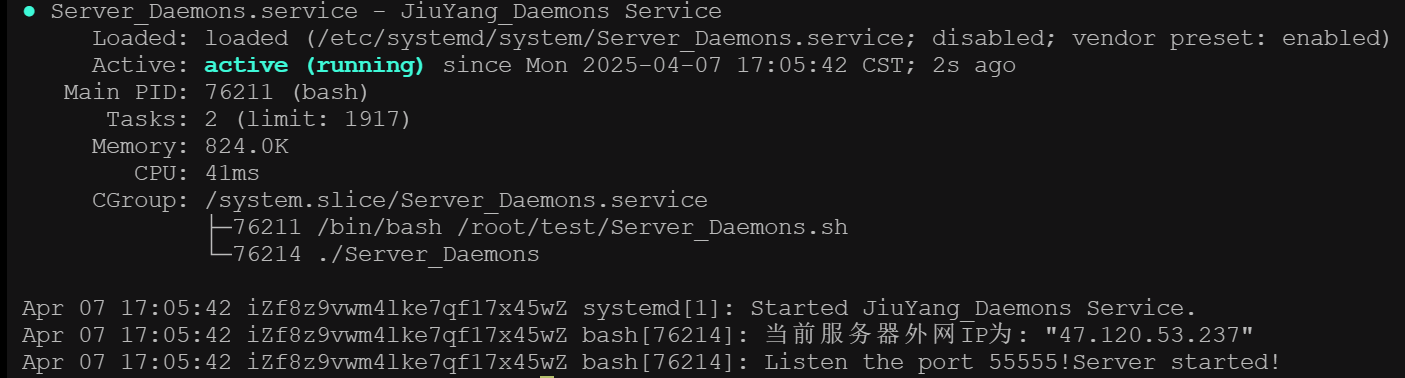 ● Server_Daemons.service - JiuYang_Daemons Service
Loaded: loaded (/etc/systemd/system/Server_Daemons.service; disabled; vendor preset: enabled)
Active: active (running) since Mon 2025-04-07 17:05:42 CST; 2s ago
Main PID: 76211 (bash)
Tasks: 2 (limit: 1917)
Memory: 824.0K
CPU: 41ms
CGroup: /system.slice/Server_Daemons.service
├─76211 /bin/bash /root/test/Server_Daemons.sh
└─76214 ./Server_Daemons
Apr 07 17:05:42 iZf8z9vwm4lke7qf17x45wZ systemd[1]: Started JiuYang_Daemons Service.
Apr 07 17:05:42 iZf8z9vwm4lke7qf17x45wZ bash[76214]: 当前服务器外网IP为: "47.120.53.237"
Apr 07 17:05:42 iZf8z9vwm4lke7qf17x45wZ bash[76214]: Listen the port 55555!Server started!